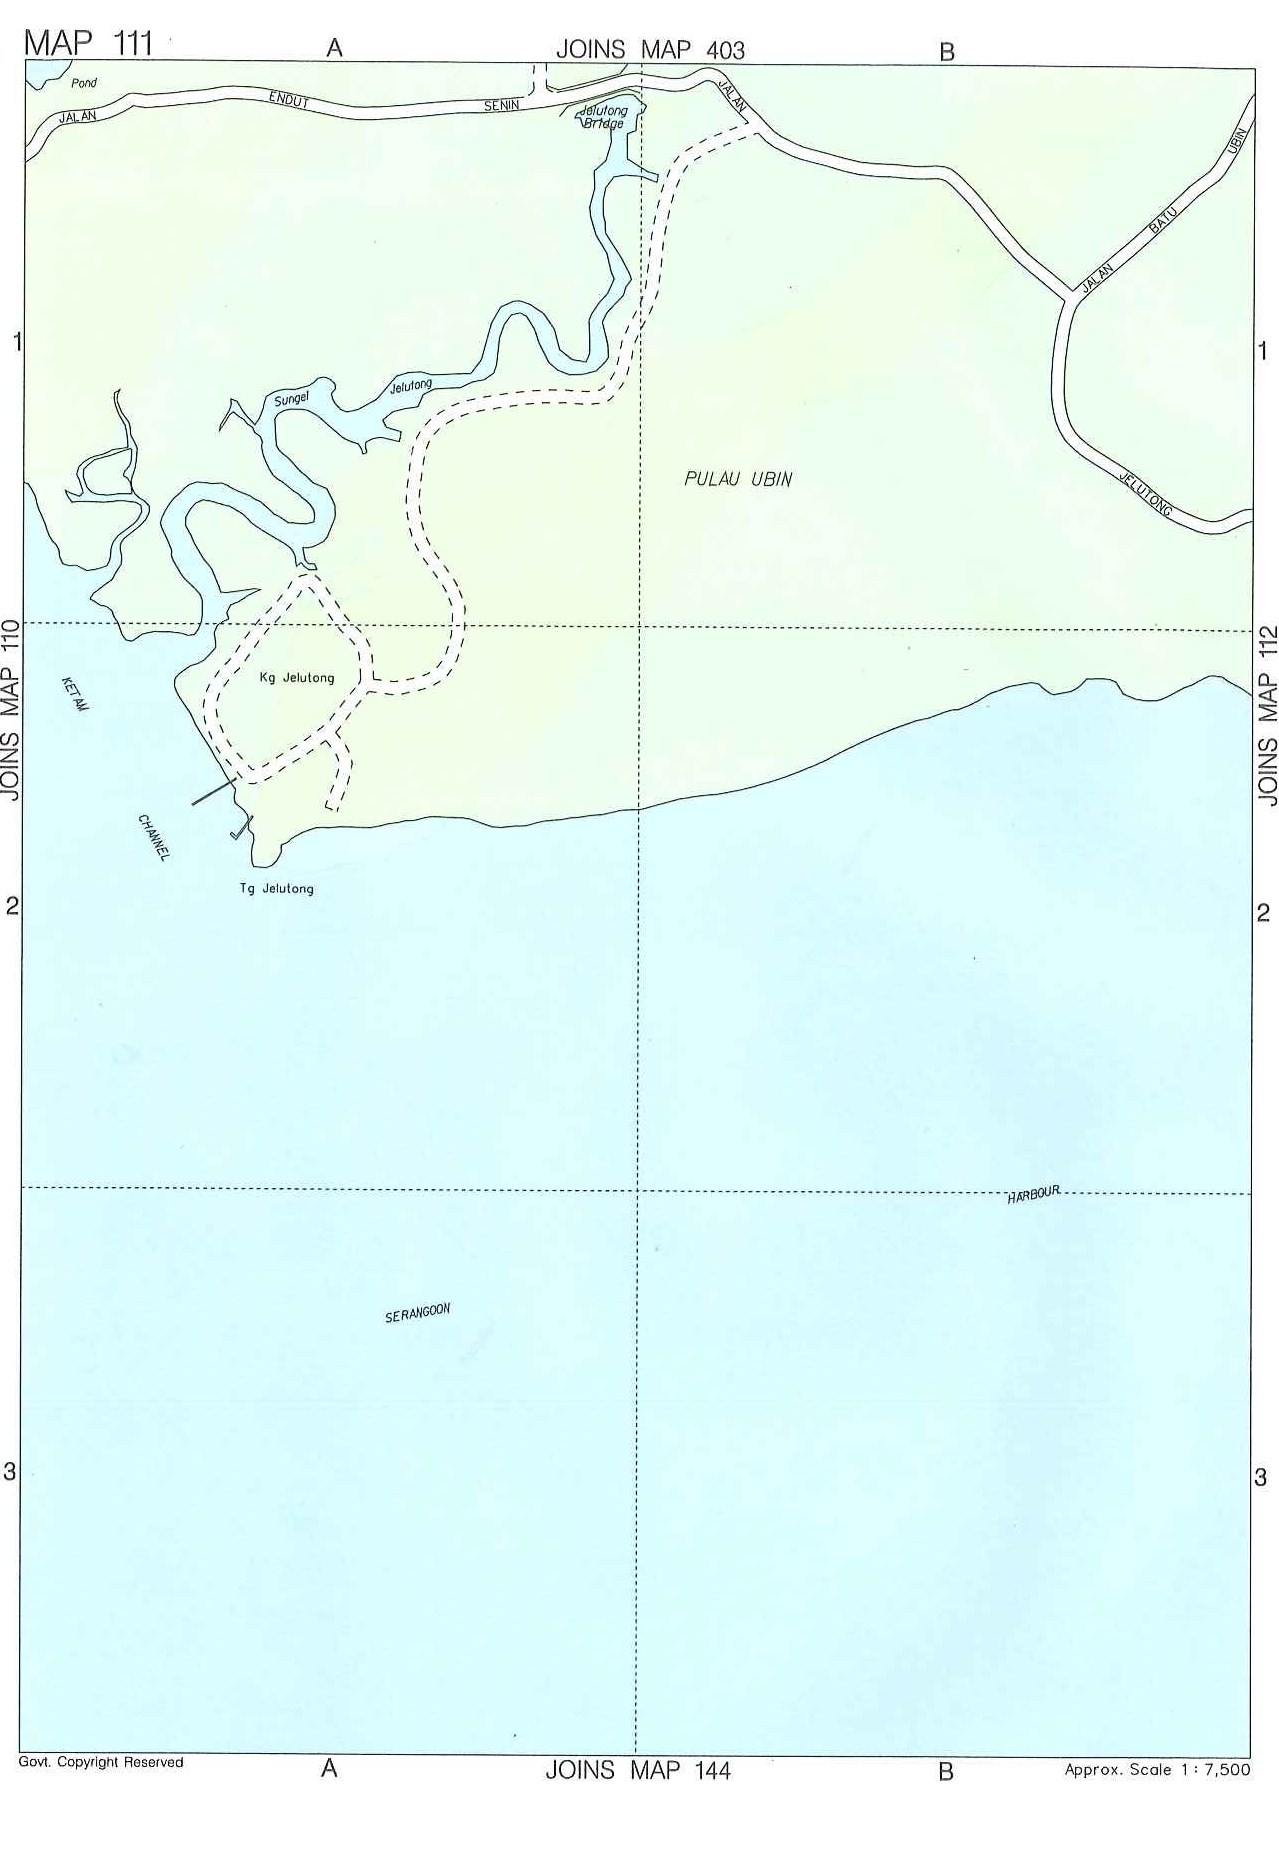 MAP 111
A
JOINS MAP 403
B
Pond
JALAN
ENDUT
SENIN
Jelutong
Bridge
JALAN
UBIN
BATU
JALAN
1
1
Sungei
Jelutong
PULAU UBIN
JELUTONG
JOINS MAP 110
JOINS MAP 112
Kg Jelutong
KETAM
CHANNEL
Tg Jelutong
2
2
HARBOUR
SERANGOON
3
3
Govt. Copyright Reserved
A
JOINS MAP 144
B
Approx. Scale 1 : 7,500